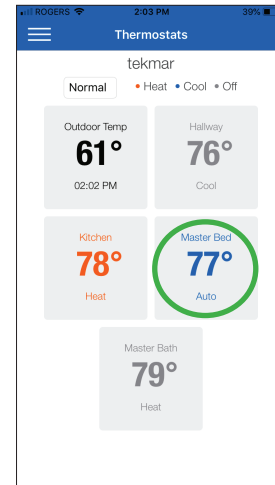 ROGERS 2:03 PM 39%
Thermostats
tekmar
Normal • Heat • Cool • Off
Outdoor Temp
61°
02:02 PM
Hallway
76°
Cool
Kitchen
78°
Heat
Master Bed
77°
Auto
Master Bath
79°
Heat